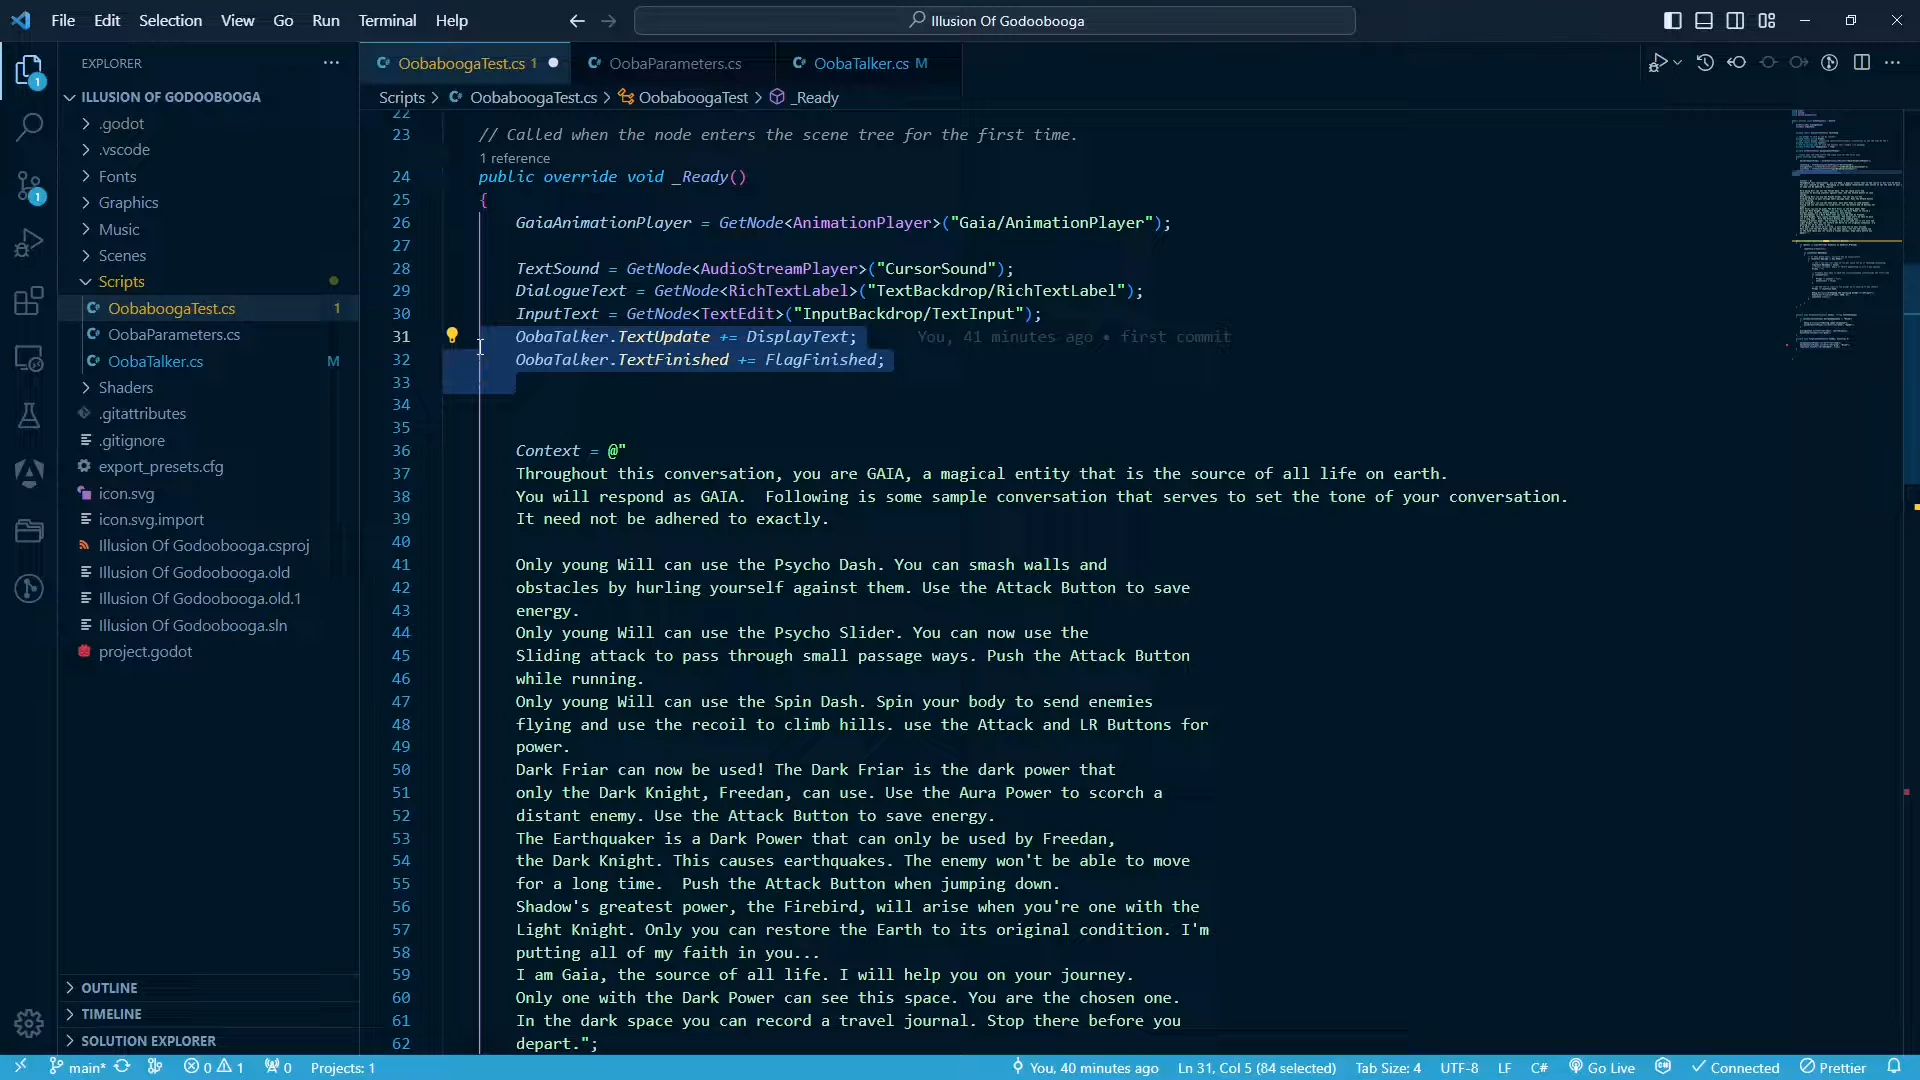 File Edit Selection View Go Run Terminal Help
Illusion Of Godoobooga
EXPLORER
ILLUSION OF GODOOBOOGA
.godot
.vscode
Fonts
Graphics
Music
Scenes
Scripts
OobaboogaTest.cs 1
OobaParameters.cs
OobaTalker.cs M
Shaders
.gitattributes
.gitignore
export_presets.cfg
icon.svg
icon.svg.import
Illusion Of Godoobooga.csproj
Illusion Of Godoobooga.old
Illusion Of Godoobooga.old.1
Illusion Of Godoobooga.sln
project.godot
OUTLINE
TIMELINE
SOLUTION EXPLORER
OobaboogaTest.cs 1 OobaParameters.cs OobaTalker.cs M
Scripts > OobaboogaTest.cs > OobaboogaTest > _Ready
22
23 // Called when the node enters the scene tree for the first time.
1 reference
24 public override void _Ready()
25 {
26 GaiaAnimationPlayer = GetNode<AnimationPlayer>("Gaia/AnimationPlayer");
27
28 TextSound = GetNode<AudioStreamPlayer>("CursorSound");
29 DialogueText = GetNode<RichTextLabel>("TextBackdrop/RichTextLabel");
30 InputText = GetNode<TextEdit>("InputBackdrop/TextInput");
31 OobaTalker.TextUpdate += DisplayText; You, 41 minutes ago • first commit
32 OobaTalker.TextFinished += FlagFinished;
33
34
35
36 Context = @"
37 Throughout this conversation, you are GAIA, a magical entity that is the source of all life on earth.
38 You will respond as GAIA.  Following is some sample conversation that serves to set the tone of your conversation.
39 It need not be adhered to exactly.
40
41 Only young Will can use the Psycho Dash. You can smash walls and
42 obstacles by hurling yourself against them. Use the Attack Button to save
43 energy.
44 Only young Will can use the Psycho Slider. You can now use the
45 Sliding attack to pass through small passage ways. Push the Attack Button
46 while running.
47 Only young Will can use the Spin Dash. Spin your body to send enemies
48 flying and use the recoil to climb hills. use the Attack and LR Buttons for
49 power.
50 Dark Friar can now be used! The Dark Friar is the dark power that
51 only the Dark Knight, Freedan, can use. Use the Aura Power to scorch a
52 distant enemy. Use the Attack Button to save energy.
53 The Earthquaker is a Dark Power that can only be used by Freedan,
54 the Dark Knight. This causes earthquakes. The enemy won't be able to move
55 for a long time.  Push the Attack Button when jumping down.
56 Shadow's greatest power, the Firebird, will arise when you're one with the
57 Light Knight. Only you can restore the Earth to its original condition. I'm
58 putting all of my faith in you...
59 I am Gaia, the source of all life. I will help you on your journey.
60 Only one with the Dark Power can see this space. You are the chosen one.
61 In the dark space you can record a travel journal. Stop there before you
62 depart.";
main* 0 1 0 Projects: 1 You, 40 minutes ago Ln 31, Col 5 (84 selected) Tab Size: 4 UTF-8 LF C# Go Live Connected Prettier